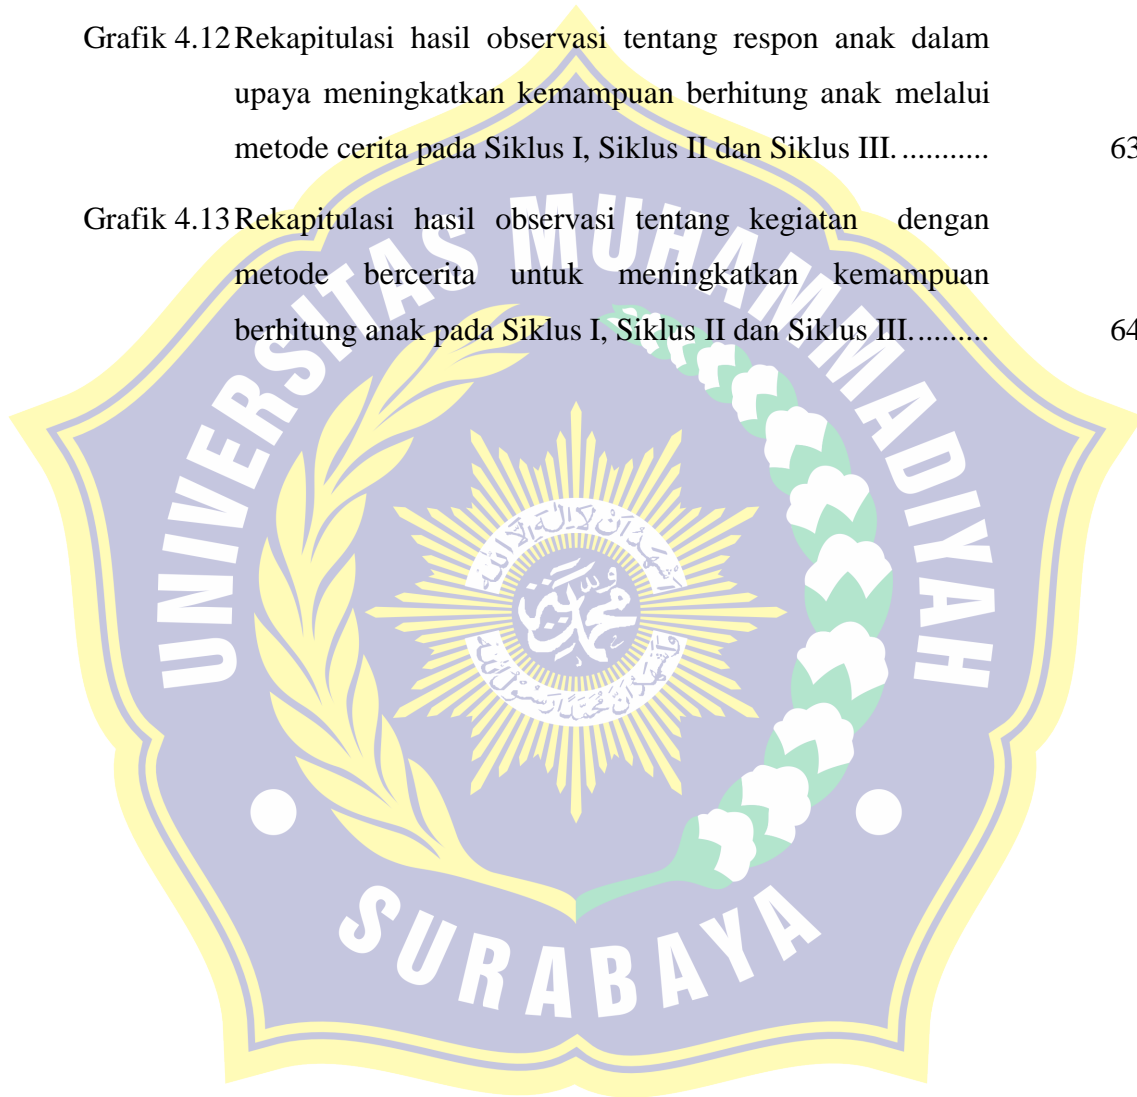 Grafik 4.12 Rekapitulasi hasil observasi tentang respon anak dalam
upaya meningkatkan kemampuan berhitung anak melalui
metode cerita pada Siklus I, Siklus II dan Siklus III. ........... 63
Grafik 4.13 Rekapitulasi hasil observasi tentang kegiatan dengan
metode bercerita untuk meningkatkan kemampuan
berhitung anak pada Siklus I, Siklus II dan Siklus III. ......... 64
UNIVERSITAS MUHAMMADIYAH
اَشْهَدُ اَنْ لَا اِلٰهَ اِلَّا اللهُ
مُحَمَّدِيَّة
وَاَشْهَدُ اَنَّ مُحَمَّدًا رَسُوْلُ اللهِ
SURABAYA